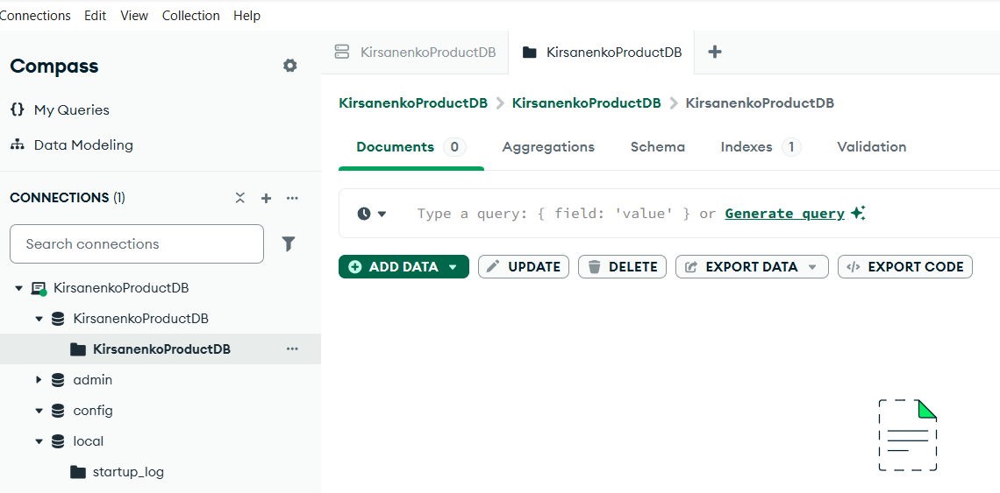 Connections Edit View Collection Help
Compass
My Queries
Data Modeling
CONNECTIONS (1)
Search connections
KirsanenkoProductDB
KirsanenkoProductDB
KirsanenkoProductDB
admin
config
local
startup_log
KirsanenkoProductDB KirsanenkoProductDB
KirsanenkoProductDB KirsanenkoProductDB KirsanenkoProductDB
Documents 0 Aggregations Schema Indexes 1 Validation
Type a query: { field: 'value' } or Generate query
ADD DATA UPDATE DELETE EXPORT DATA </> EXPORT CODE